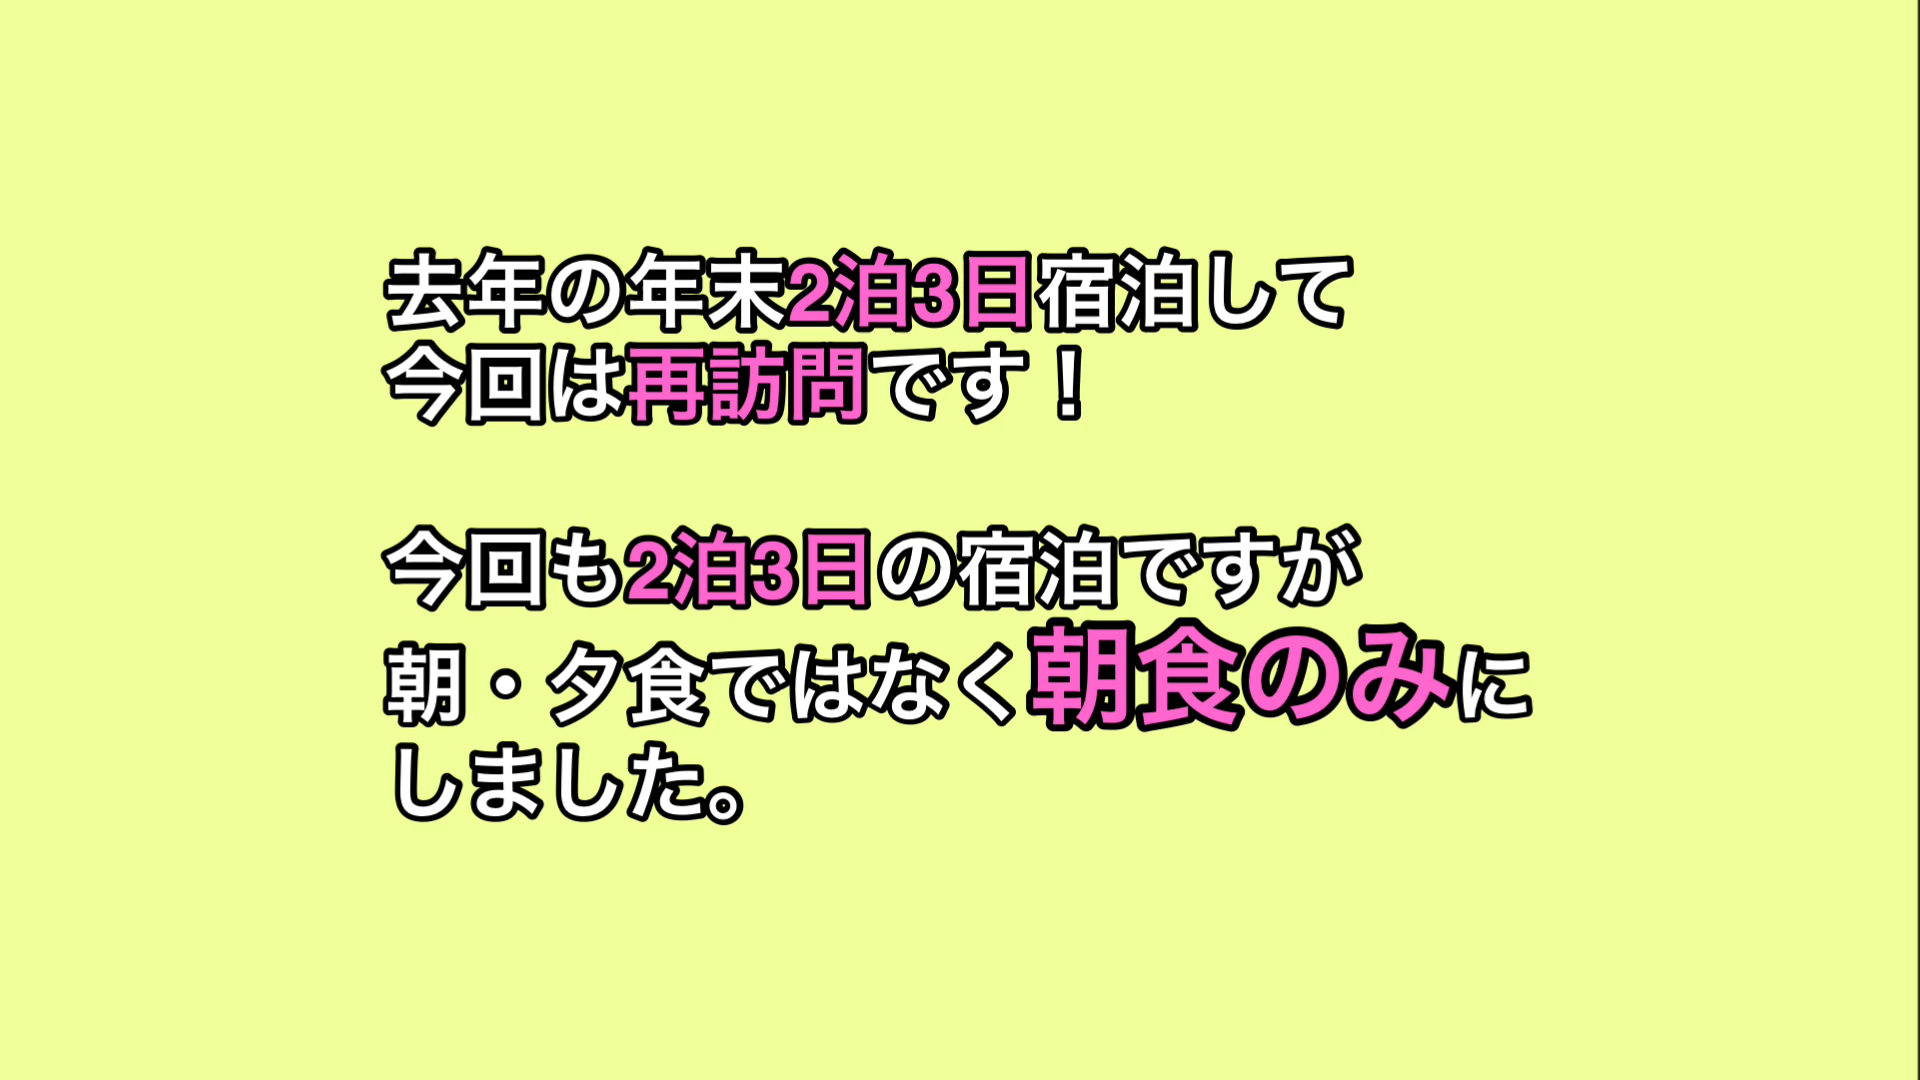 去年の年末2泊3日宿泊して
今回は再訪問です！
今回も2泊3日の宿泊ですが
朝・夕食ではなく朝食のみに
しました。